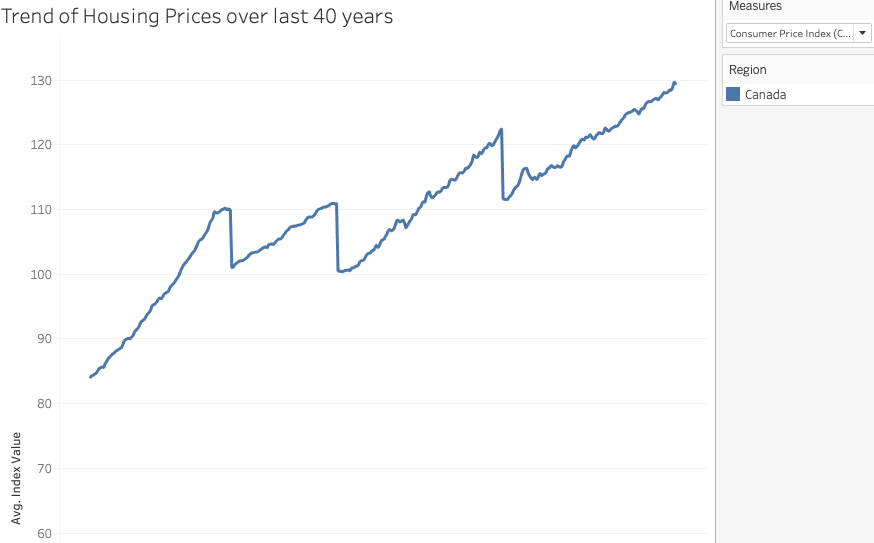 Trend of Housing Prices over last 40 years
130
120
110
100
90
80
70
60
Avg. Index Value
Measures
Consumer Price Index (C...
Region
Canada